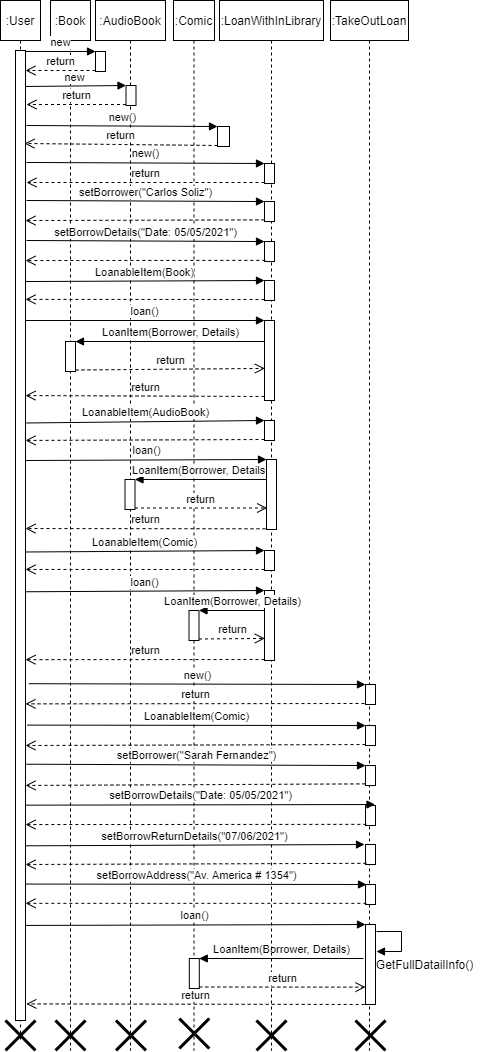 :User :Book :AudioBook :Comic :LoanWithInLibrary :TakeOutLoan
new
return
new
return
new()
return
new()
return
setBorrower("Carlos Soliz")
setBorrowDetails("Date: 05/05/2021")
LoanableItem(Book)
loan()
LoanItem(Borrower, Details)
return
return
LoanableItem(AudioBook)
loan()
LoanItem(Borrower, Details
return
return
LoanableItem(Comic)
loan()
LoanItem(Borrower, Details)
return
return
new()
return
LoanableItem(Comic)
setBorrower("Sarah Fernandez")
setBorrowDetails("Date: 05/05/2021")
setBorrowReturnDetails("07/06/2021")
setBorrowAddress("Av. America # 1354")
loan()
LoanItem(Borrower, Details)
GetFullDatailInfo()
return
return